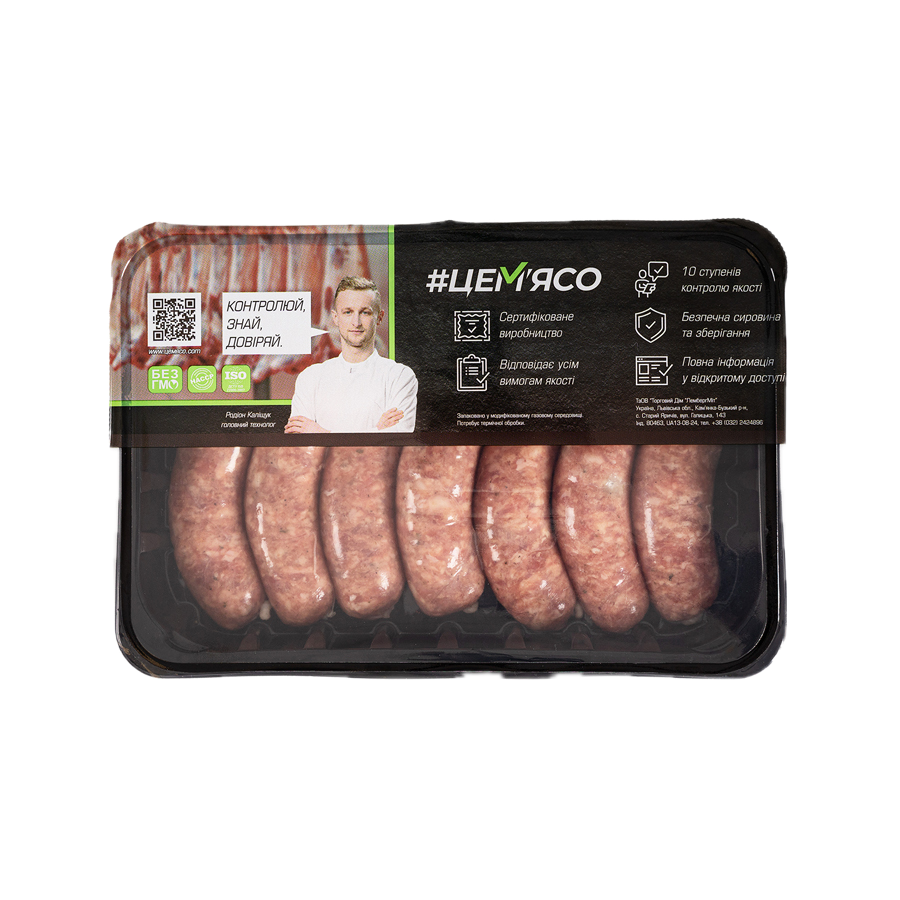 #ЦЕМ'ЯСО
КОНТРОЛЮЙ,
ЗНАЙ,
ДОВІРЯЙ.
www.цемясо.com
БЕЗ
ГМО
HACCP
ISO
Родіон Каліщук
головний технолог
Сертифіковане
виробництво
Відповідає усім
вимогам якості
10 ступенів
контролю якості
Безпечна сировина
та зберігання
Повна інформація
у відкритому доступі
Запаковано у модифікованому газовому середовищі.
Потребує термічної обробки.
ТзОВ "Торговий Дім "ЛембергМіт"
Україна, Львівська обл., Кам'янка-Бузький р-н,
с. Старий Яричів, вул. Галицька, 143
Інд. 80463, UA13-08-24, тел. +38 (032) 2424896